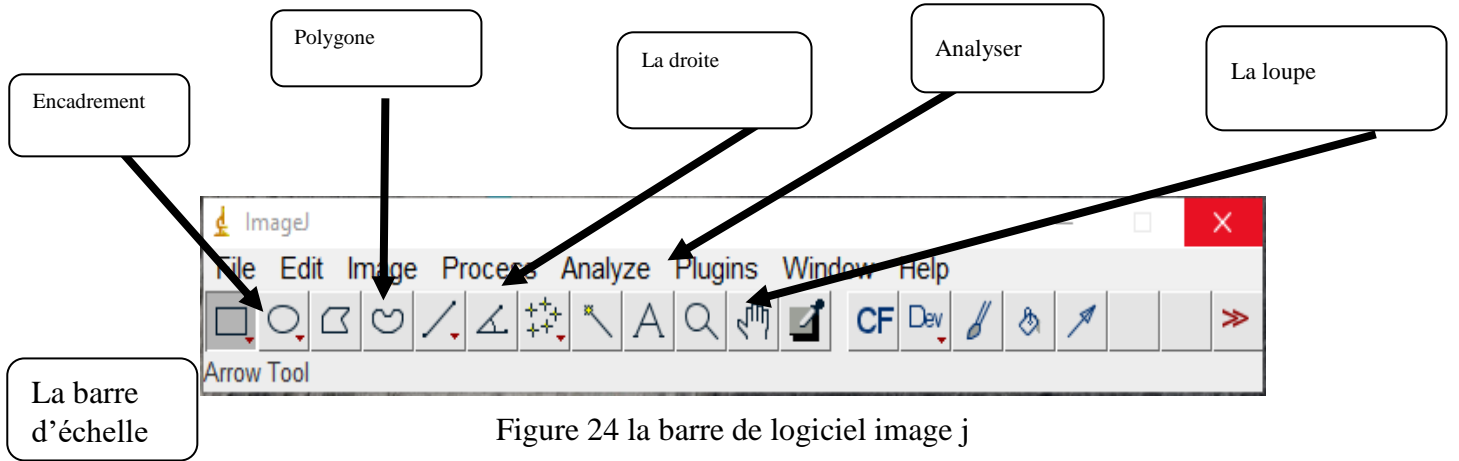 Polygone
La droite
Analyser
La loupe
Encadrement
ImageJ
File Edit Image Process Analyze Plugins Window Help
A CF Dev
Arrow Tool
La barre
d'échelle
Figure 24 la barre de logiciel image j